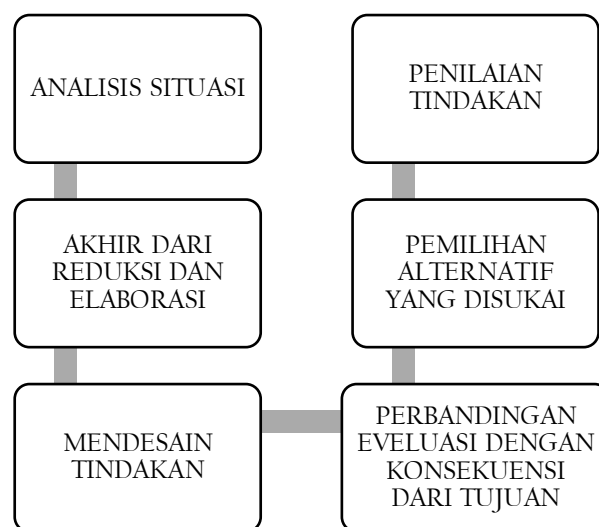 ANALISIS SITUASI
AKHIR DARI
REDUKSI DAN
ELABORASI
MENDESAIN
TINDAKAN
PERBANDINGAN
EVELUASI DENGAN
KONSEKUENSI
DARI TUJUAN
PEMILIHAN
ALTERNATIF
YANG DISUKAI
PENILAIAN
TINDAKAN